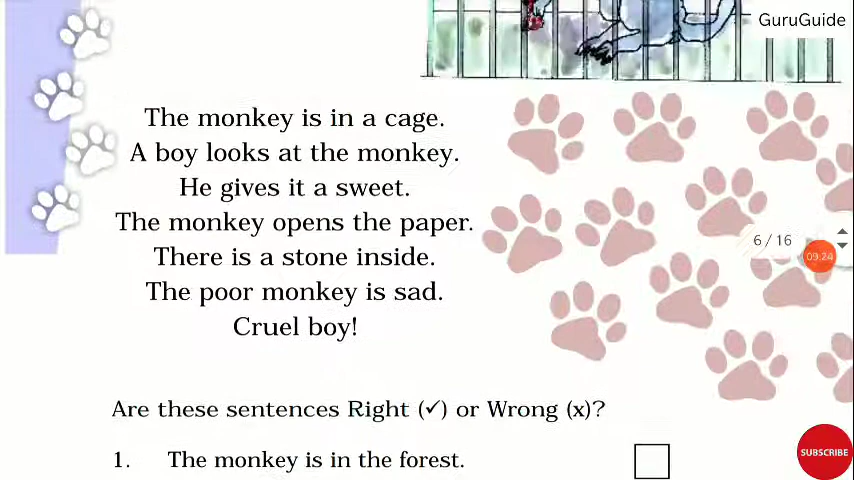 GuruGuide
The monkey is in a cage.
A boy looks at the monkey.
He gives it a sweet.
The monkey opens the paper.
There is a stone inside.
The poor monkey is sad.
Cruel boy!
6 / 16
09:24
Are these sentences Right (✓) or Wrong (x)?
1. The monkey is in the forest.
SUBSCRIBE